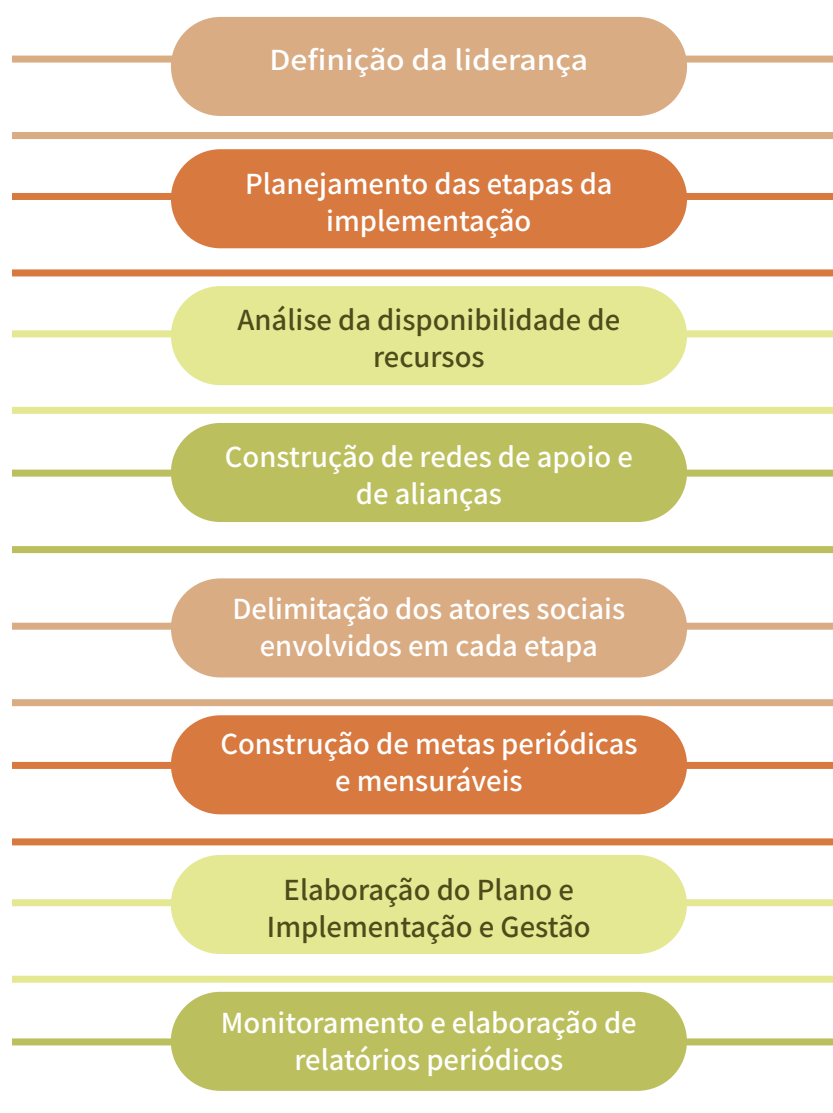 Definição da liderança
Planejamento das etapas da
implementação
Análise da disponibilidade de
recursos
Construção de redes de apoio e
de alianças
Delimitação dos atores sociais
envolvidos em cada etapa
Construção de metas periódicas
e mensuráveis
Elaboração do Plano e
Implementação e Gestão
Monitoramento e elaboração de
relatórios periódicos